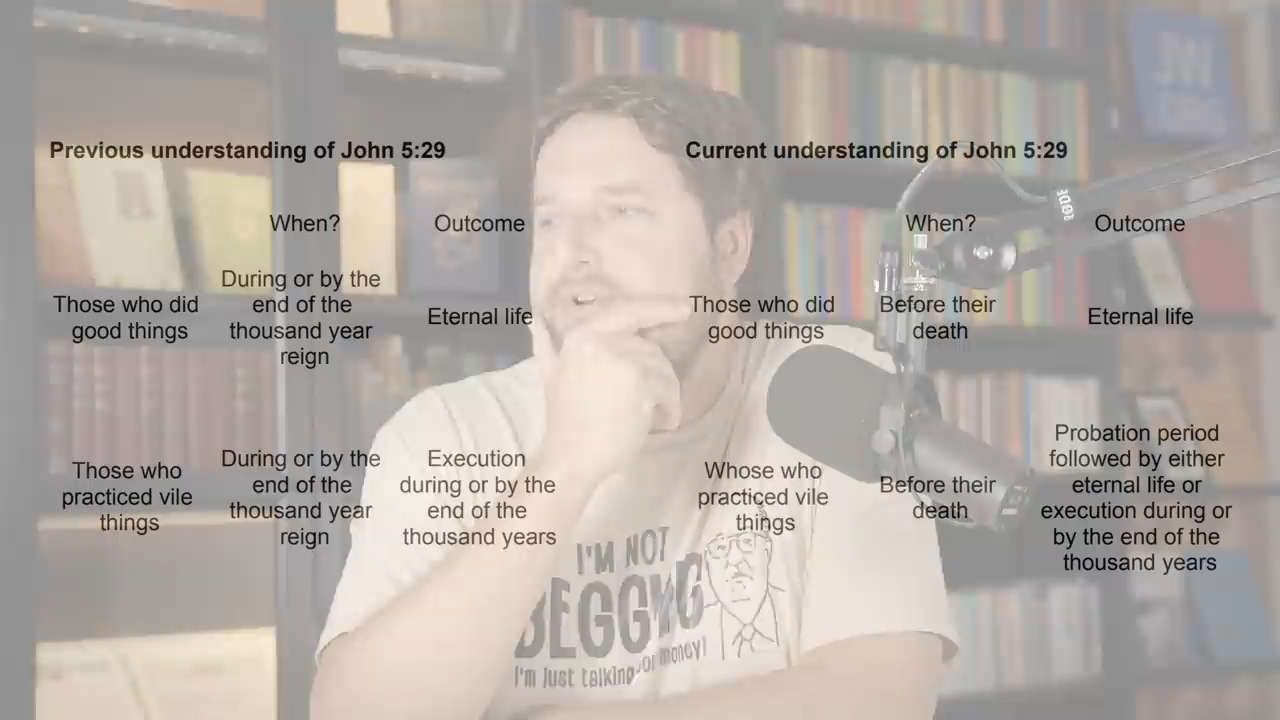 Previous understanding of John 5:29
When?
Outcome
Those who did
good things
During or by the
end of the
thousand year
reign
Eternal life
Those who
practiced vile
things
During or by the
end of the
thousand year
reign
Execution
during or by the
end of the
thousand years
Current understanding of John 5:29
When?
Outcome
Those who did
good things
Before their
death
Eternal life
Whose who
practiced vile
things
Before their
death
Probation period
followed by either
eternal life or
execution during or
by the end of the
thousand years
RØDE
I'M NOT
BEGGING
I'm just talking
for money!